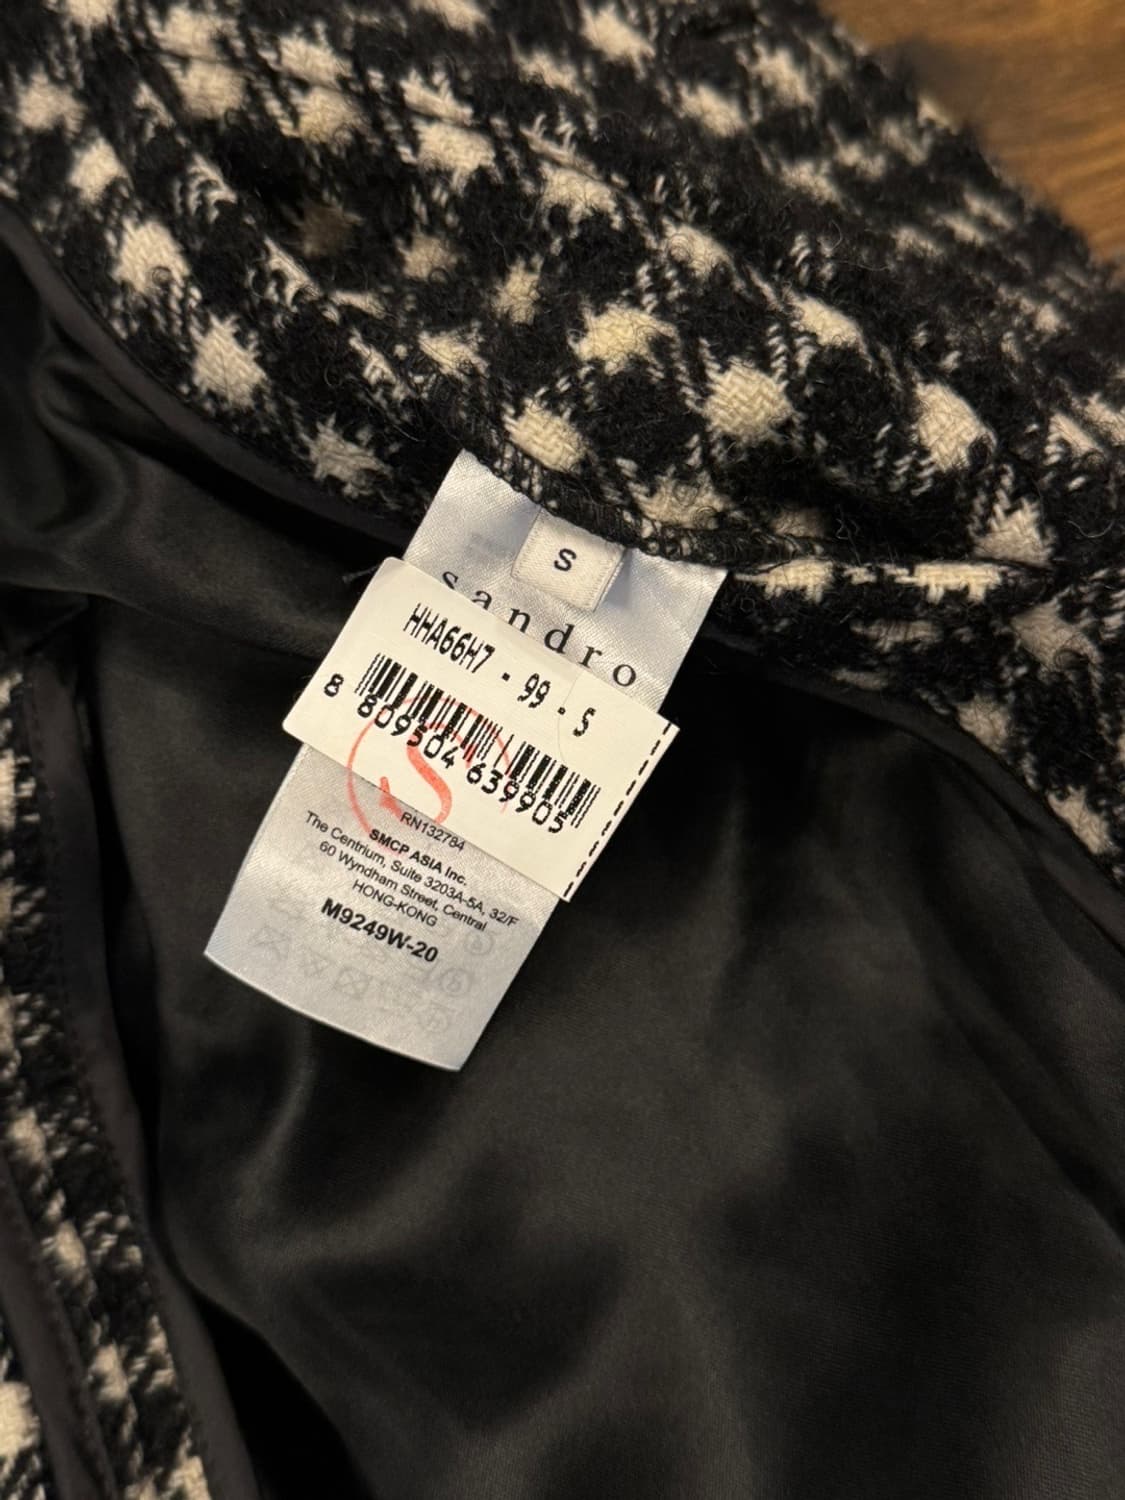 S
sandro
HHA66H7 - 99 - S
8 809504 639905
S
RN132784
SMCP ASIA Inc.
The Centrium, Suite 3203A-5A, 32/F
60 Wyndham Street, Central
HONG-KONG
M9249W-20